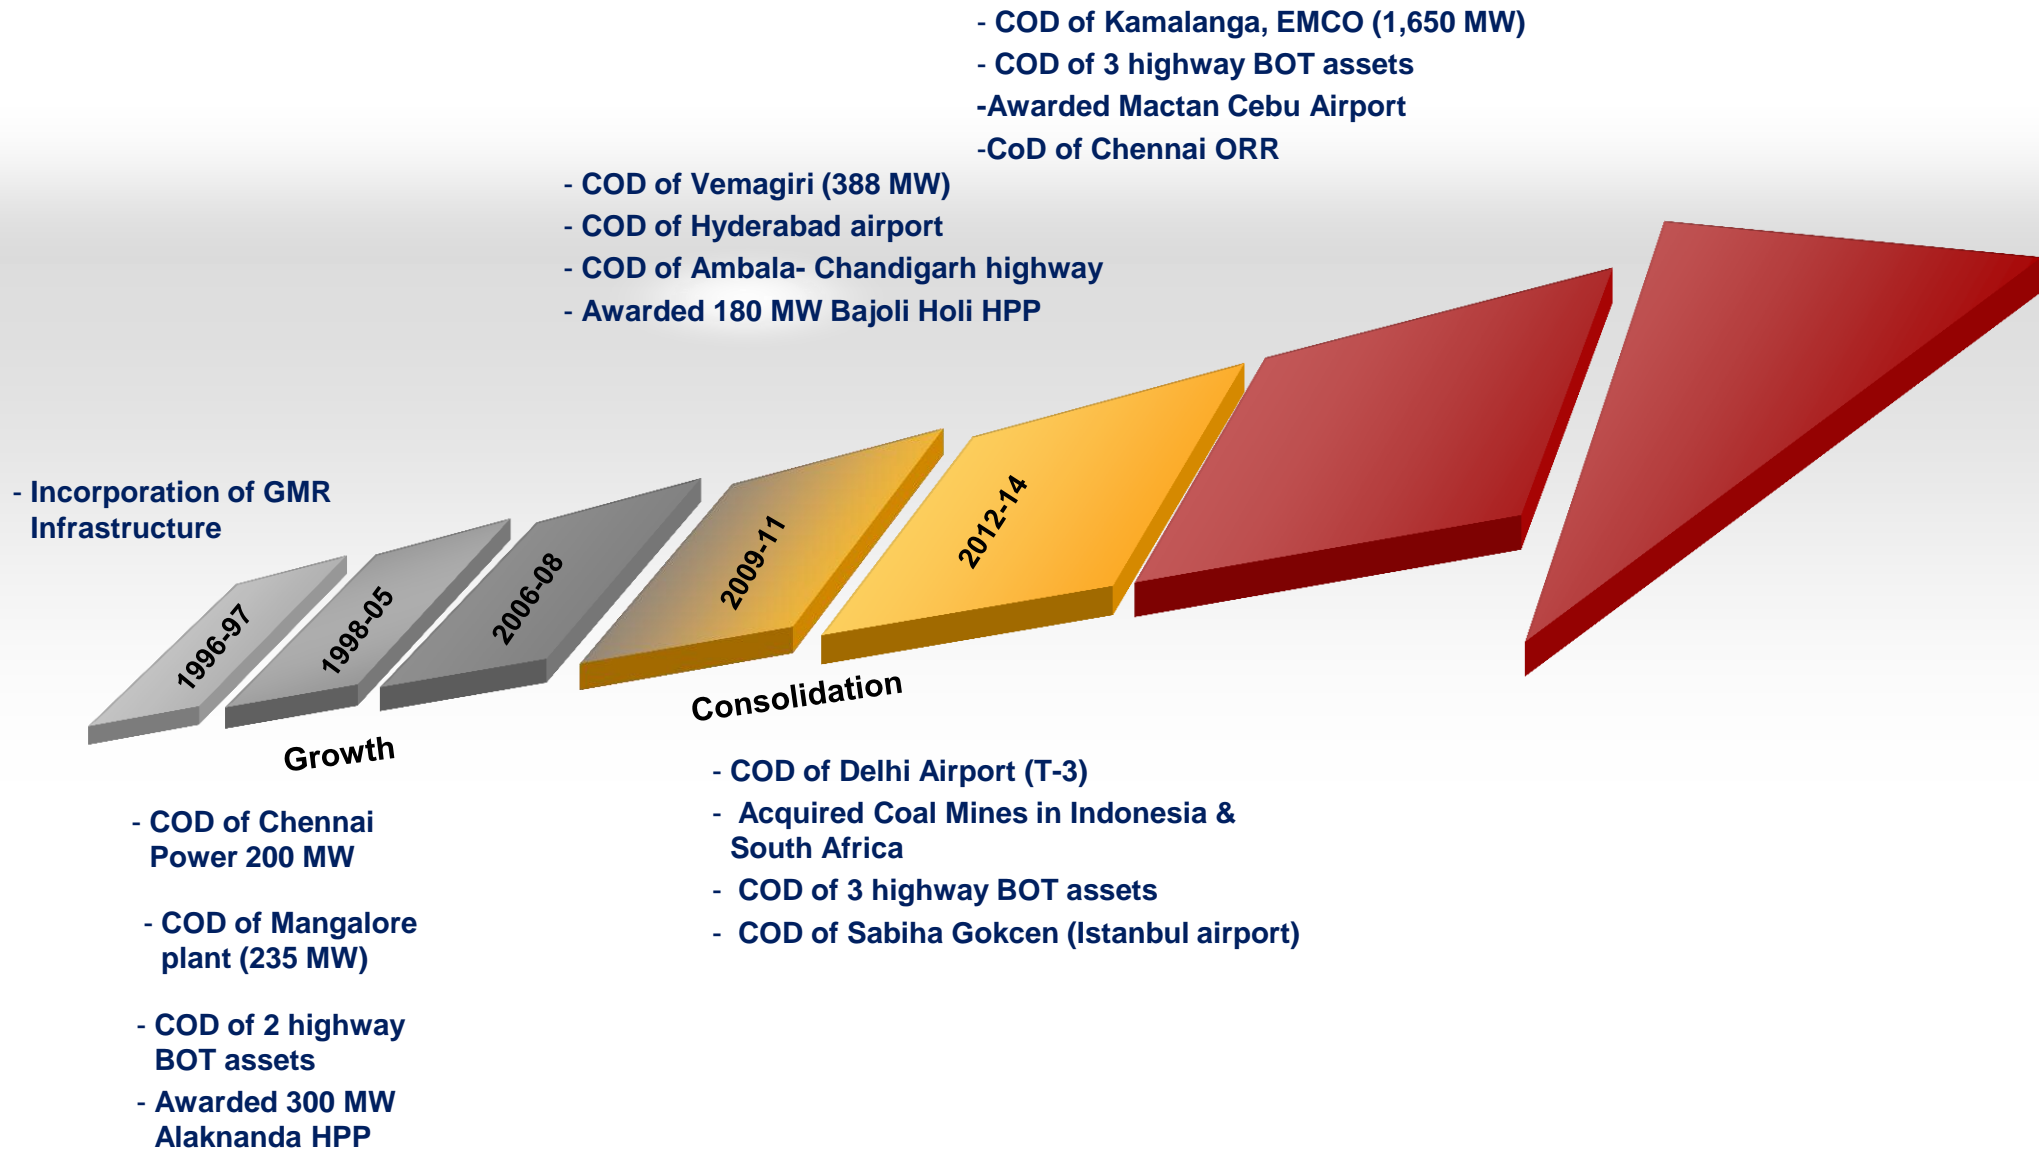 - COD of Kamalanga, EMCO (1,650 MW)
- COD of 3 highway BOT assets
-Awarded Mactan Cebu Airport
-CoD of Chennai ORR
- COD of Vemagiri (388 MW)
- COD of Hyderabad airport
- COD of Ambala- Chandigarh highway
- Awarded 180 MW Bajoli Holi HPP
- Incorporation of GMR
Infrastructure
1996-97
1998-05
2006-08
2009-11
2012-14
Growth
Consolidation
- COD of Chennai
Power 200 MW
- COD of Mangalore
plant (235 MW)
- COD of 2 highway
BOT assets
- Awarded 300 MW
Alaknanda HPP
- COD of Delhi Airport (T-3)
- Acquired Coal Mines in Indonesia &
South Africa
- COD of 3 highway BOT assets
- COD of Sabiha Gokcen (Istanbul airport)